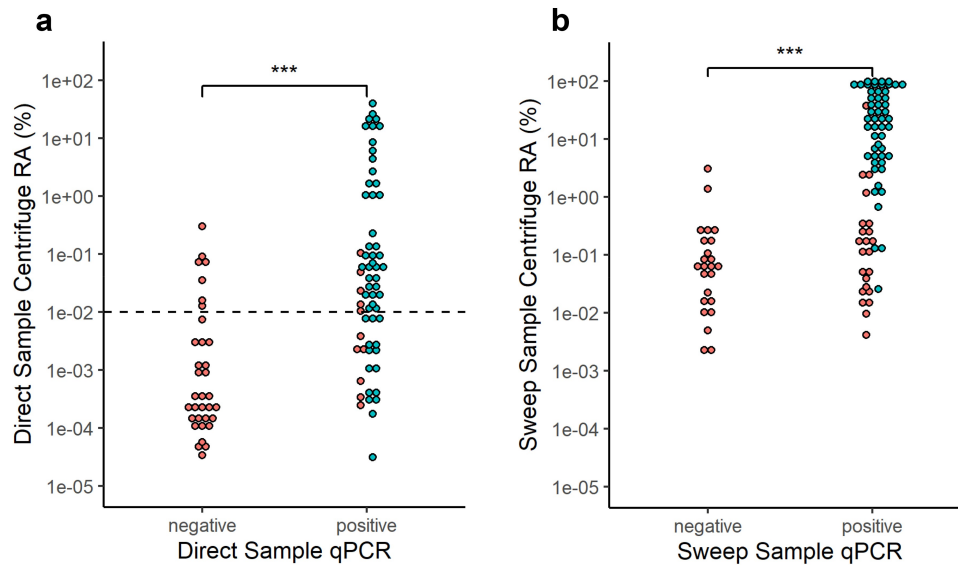 a
Direct Sample Centrifuge RA (%)
1e+02
1e+01
1e+00
1e-01
1e-02
1e-03
1e-04
1e-05
***
negative
positive
Direct Sample qPCR
b
Sweep Sample Centrifuge RA (%)
1e+02
1e+01
1e+00
1e-01
1e-02
1e-03
1e-04
1e-05
***
negative
positive
Sweep Sample qPCR